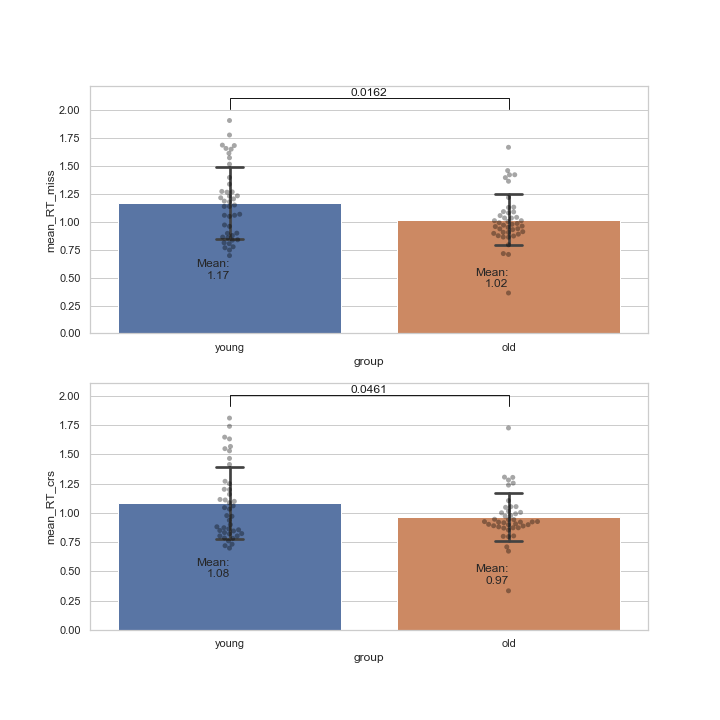 0.0162
2.00
1.75
1.50
1.25
1.00
0.75
0.50
0.25
0.00
mean_RT_miss
Mean:
1.17
Mean:
1.02
young
old
group
0.0461
2.00
1.75
1.50
1.25
1.00
0.75
0.50
0.25
0.00
mean_RT_crs
Mean:
1.08
Mean:
0.97
young
old
group